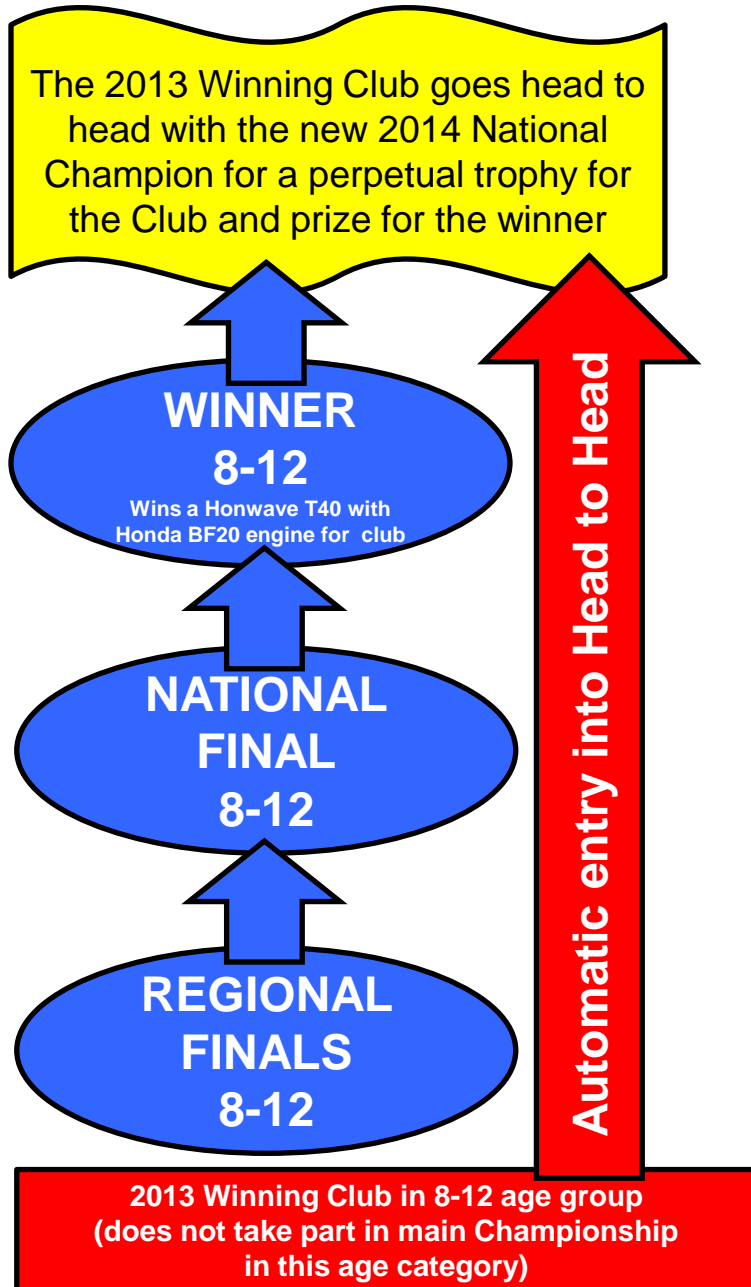 The 2013 Winning Club goes head to
head with the new 2014 National
Champion for a perpetual trophy for
the Club and prize for the winner
WINNER
8-12
Wins a Honwave T40 with
Honda BF20 engine for club
NATIONAL
FINAL
8-12
REGIONAL
FINALS
8-12
Automatic entry into Head to Head
2013 Winning Club in 8-12 age group
(does not take part in main Championship
in this age category)